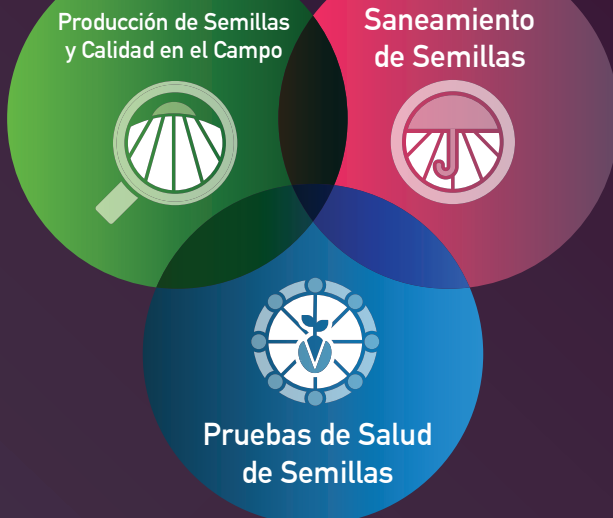 Producción de Semillas
y Calidad en el Campo
Saneamiento
de Semillas
Pruebas de Salud
de Semillas